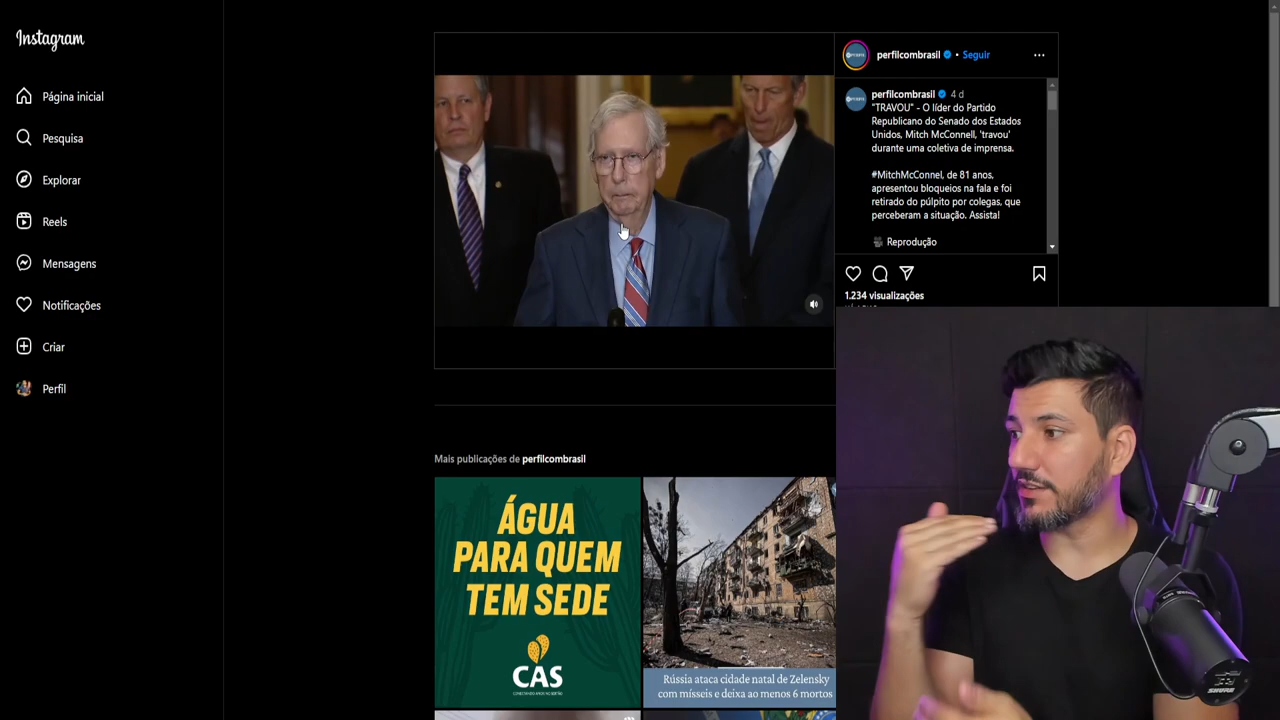 Instagram
Página inicial
Pesquisa
Explorar
Reels
Mensagens
Notificações
Criar
Perfil
perfilcombrasil • Seguir
perfilcombrasil 4 d
"TRAVOU" - O líder do Partido
Republicano do Senado dos Estados
Unidos, Mitch McConnell, 'travou'
durante uma coletiva de imprensa.
#MitchMcConnel, de 81 anos,
apresentou bloqueios na fala e foi
retirado do púlpito por colegas, que
perceberam a situação. Assista!
Reprodução
1.234 visualizações
Mais publicações de perfilcombrasil
ÁGUA
PARA QUEM
TEM SEDE
CAS
Rússia ataca cidade natal de Zelensky
com mísseis e deixa ao menos 6 mortos
SHURE